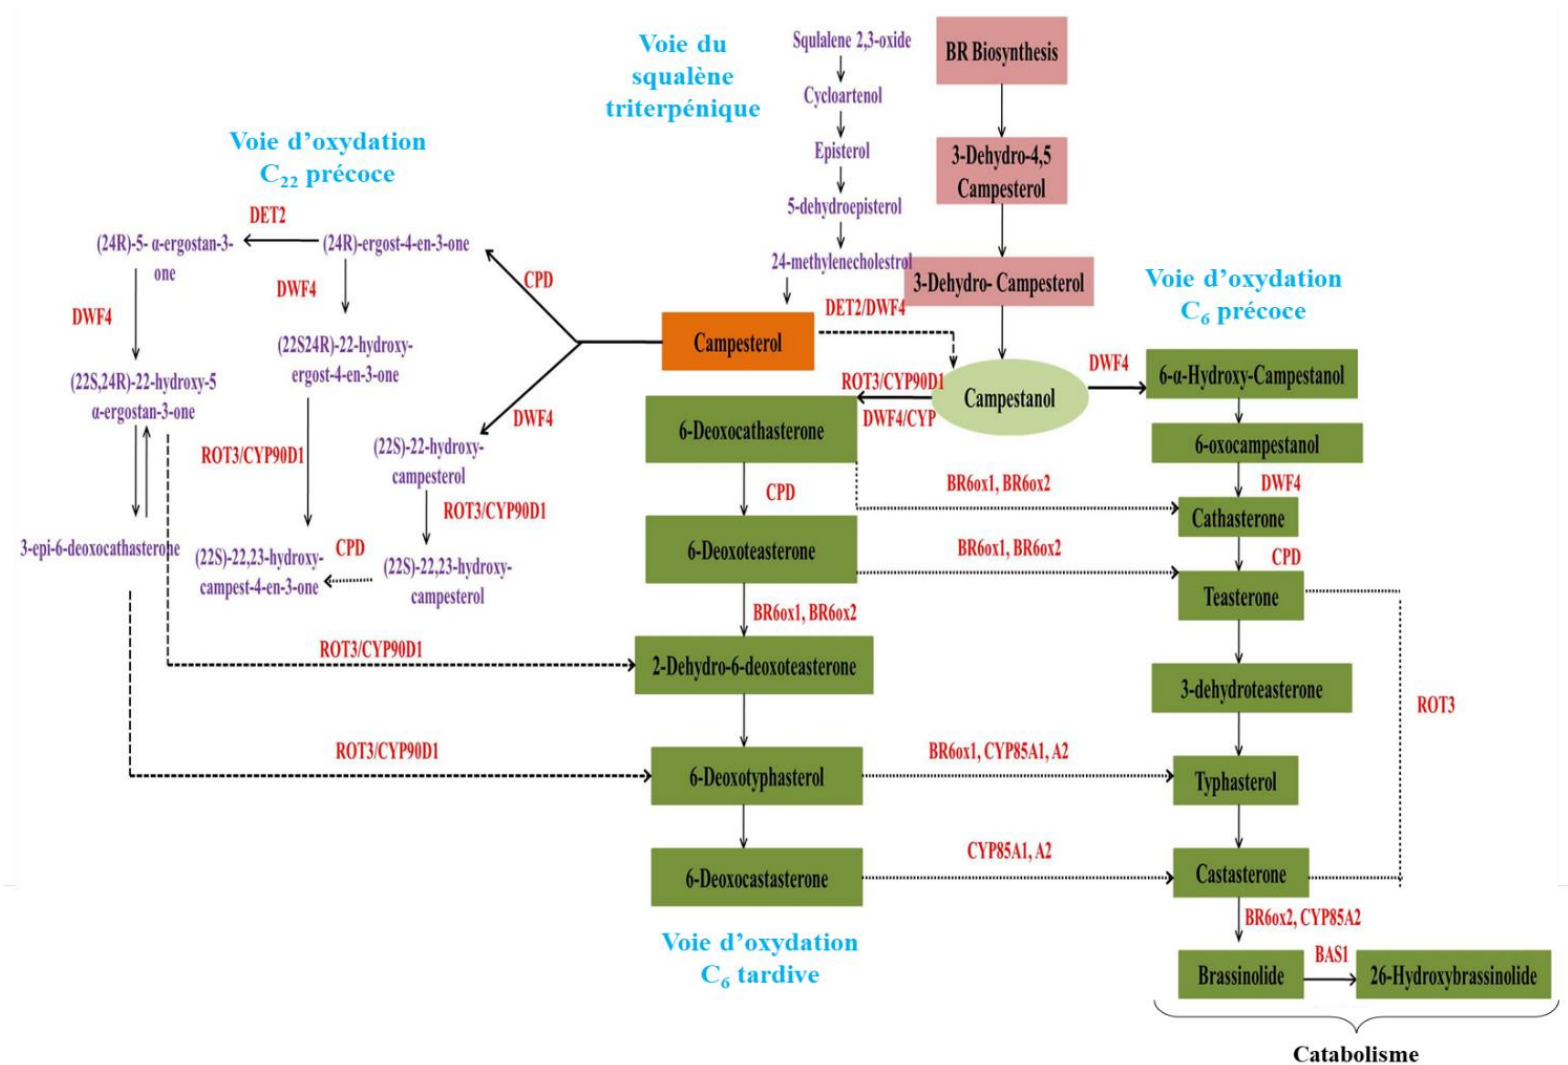 Voie du
squalène
triterpénique
Squlalene 2,3-oxide
Cycloartenol
Episterol
5-dehydroepisterol
24-methylenecholestrol
BR Biosynthesis
3-Dehydro-4,5
Campesterol
3-Dehydro- Campesterol
Voie d'oxydation
C₂₂ précoce
DET2
(24R)-5- α-ergostan-3-
one
(24R)-ergost-4-en-3-one
CPD
DWF4
DWF4
(22S24R)-22-hydroxy-
ergost-4-en-3-one
(22S,24R)-22-hydroxy-5
α-ergostan-3-one
ROT3/CYP90D1
DWF4
(22S)-22-hydroxy-
campesterol
ROT3/CYP90D1
3-epi-6-deoxocathasterone
(22S)-22,23-hydroxy-
campest-4-en-3-one
CPD
(22S)-22,23-hydroxy-
campesterol
ROT3/CYP90D1
ROT3/CYP90D1
Campesterol
DET2/DWF4
Campestanol
ROT3/CYP90D1
DWF4/CYP
DWF4
6-Deoxocathasterone
CPD
6-Deoxoteasterone
BR6ox1, BR6ox2
2-Dehydro-6-deoxoteasterone
6-Deoxotyphasterol
6-Deoxocastasterone
Voie d'oxydation
C₆ tardive
BR6ox1, BR6ox2
BR6ox1, BR6ox2
BR6ox1, CYP85A1, A2
CYP85A1, A2
Voie d'oxydation
C₆ précoce
6-α-Hydroxy-Campestanol
6-oxocampestanol
DWF4
Cathasterone
CPD
Teasterone
3-dehydroteasterone
ROT3
Typhasterol
Castasterone
BR6ox2, CYP85A2
Brassinolide
BAS1
26-Hydroxybrassinolide
Catabolisme